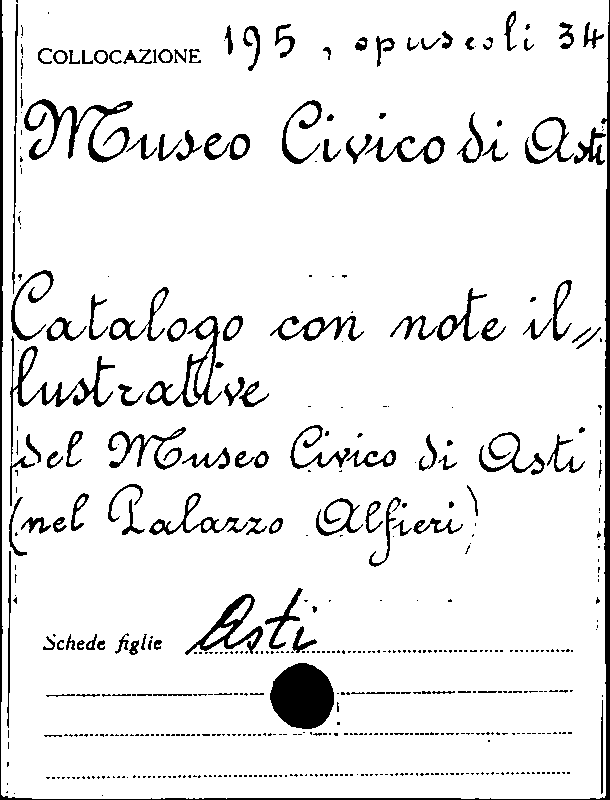 COLLOCAZIONE 195, opuscoli 34
Museo Civico di Asti
Catalogo con note il=
lustrative
del Museo Civico di Asti
(nel Palazzo Alfieri)
Schede figlie Asti